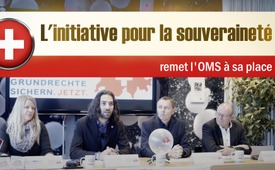 L'initiative pour la souveraineté
remet l'OMS à sa place
GRUNDRECHTE
SICHERN. JETZT.